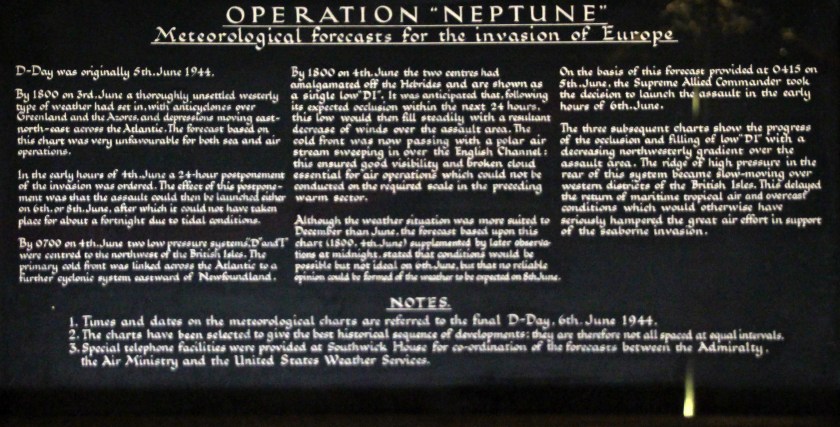 OPERATION "NEPTUNE"
Meteorological forecasts for the invasion of Europe
D-Day was originally 5th. June 1944.
By 1800 on 3rd. June a thoroughly unsettled westerly
type of weather had set in, with anticyclones over
Greenland and the Azores, and depressions moving east-
north-east across the Atlantic. The forecast based on
this chart was very unfavourable for both sea and air
operations.
In the early hours of 4th. June a 24-hour postponement
of the invasion was ordered. The effect of this postpone-
ment was that the assault could then be launched either
on 6th. or 8th. June, after which it could not have taken
place for about a fortnight due to tidal conditions.
By 0700 on 4th. June two low pressure systems, "D" and "I"
were centred to the northwest of the British Isles. The
primary cold front was linked across the Atlantic to a
further cyclonic system eastward of Newfoundland.
By 1800 on 4th. June the two centres had
amalgamated off the Hebrides and are shown as
a single low "D1". It was anticipated that, following
its expected occlusion within the next 24 hours,
this low would then fill steadily with a resultant
decrease of winds over the assault area. The
cold front was now passing with a polar air
stream sweeping in over the English Channel:
this ensured good visibility and broken cloud
essential for air operations which could not be
conducted on the required scale in the preceding
warm sector.
Although the weather situation was more suited to
December than June, the forecast based upon this
chart (1800, 4th. June) supplemented by later observa-
tions at midnight, stated that conditions would be
possible but not ideal on 6th. June, but that no reliable
opinion could be formed of the weather to be expected on 8th. June.
On the basis of this forecast provided at 0415 on
5th. June, the Supreme Allied Commander took
the decision to launch the assault in the early
hours of 6th. June.
The three subsequent charts show the progress
of the occlusion and filling of low "D1" with a
decreasing northwesterly gradient over the
assault area. The ridge of high pressure in the
rear of this system became slow-moving over
western districts of the British Isles. This delayed
the return of maritime tropical air and overcast
conditions which would otherwise have
seriously hampered the great air effort in support
of the seaborne invasion.
NOTES.
1. Times and dates on the meteorological charts are referred to the final D-Day, 6th. June 1944.
2. The charts have been selected to give the best historical sequence of developments: they are therefore not all spaced at equal intervals.
3. Special telephone facilities were provided at Southwick House for co-ordination of the forecasts between the Admiralty,
the Air Ministry and the United States Weather Services.